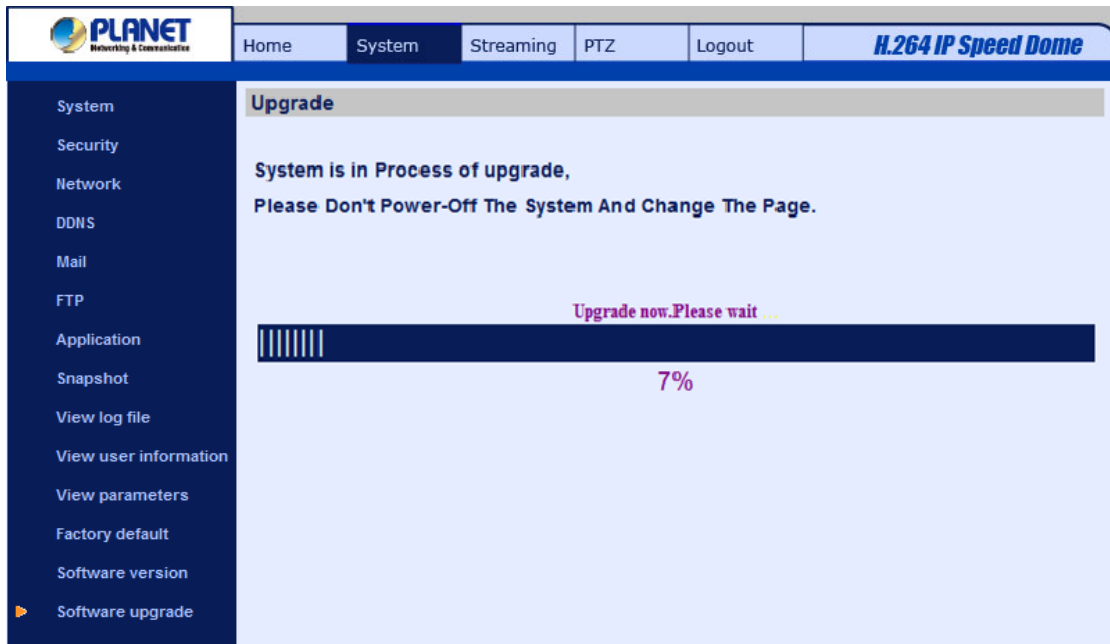 PLANET
Networking & Communication
Home System Streaming PTZ Logout H.264 IP Speed Dome
System
Security
Network
DDNS
Mail
FTP
Application
Snapshot
View log file
View user information
View parameters
Factory default
Software version
Software upgrade
Upgrade
System is in Process of upgrade,
Please Don't Power-Off The System And Change The Page.
Upgrade now.Please wait ...
7%